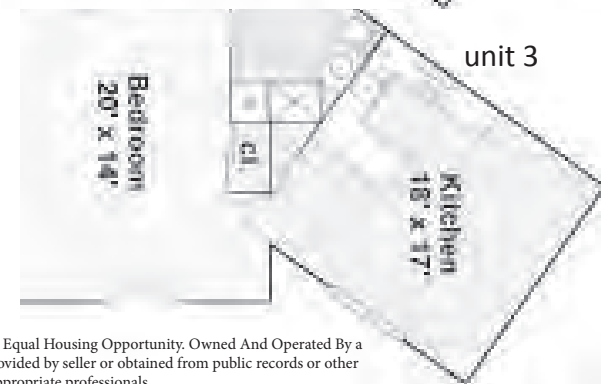 unit 3
Bedroom
20' x 14'
cl
Kitchen
18' x 17'
Equal Housing Opportunity. Owned And Operated By a
ovided by seller or obtained from public records or other
ppropriate professionals.